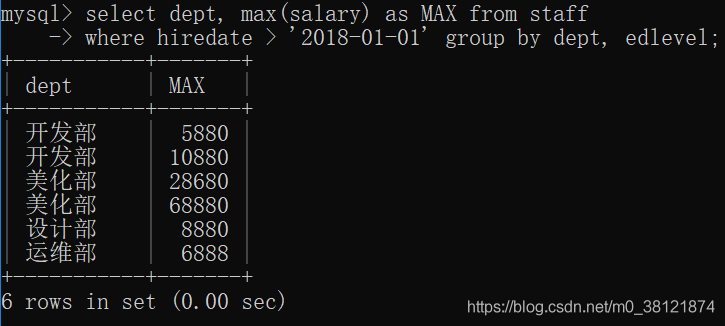 mysql> select dept, max(salary) as MAX from staff
    -> where hiredate > '2018-01-01' group by dept, edlevel;
+-----------+-------+
| dept      | MAX   |
+-----------+-------+
| 开发部    |  5880 |
| 开发部    | 10880 |
| 美化部    | 28680 |
| 美化部    | 68880 |
| 设计部    |  8880 |
| 运维部    |  6888 |
+-----------+-------+
6 rows in set (0.00 sec)
https://blog.csdn.net/m0_38121874